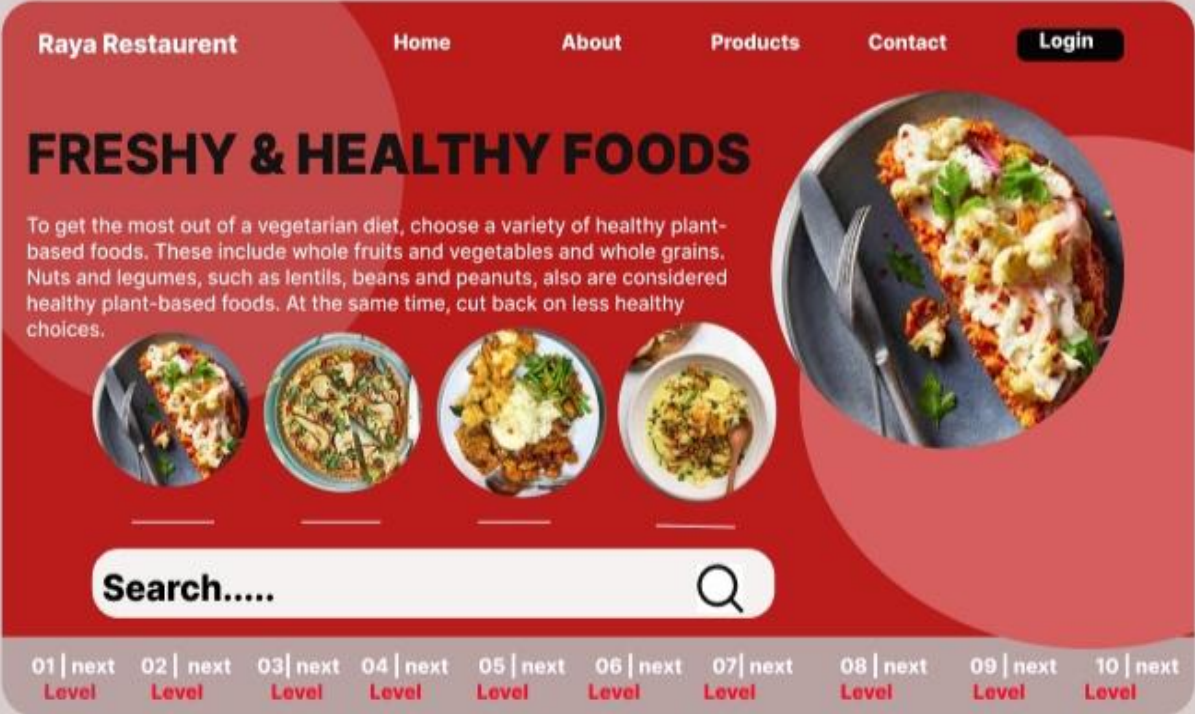 Raya Restaurent Home About Products Contact Login
FRESHY & HEALTHY FOODS
To get the most out of a vegetarian diet, choose a variety of healthy plant-
based foods. These include whole fruits and vegetables and whole grains.
Nuts and legumes, such as lentils, beans and peanuts, also are considered
healthy plant-based foods. At the same time, cut back on less healthy
choices.
Search.....
01 | next 02 | next 03| next 04 | next 05 | next 06 | next 07| next 08 | next 09 | next 10 | next
Level Level Level Level Level Level Level Level Level Level